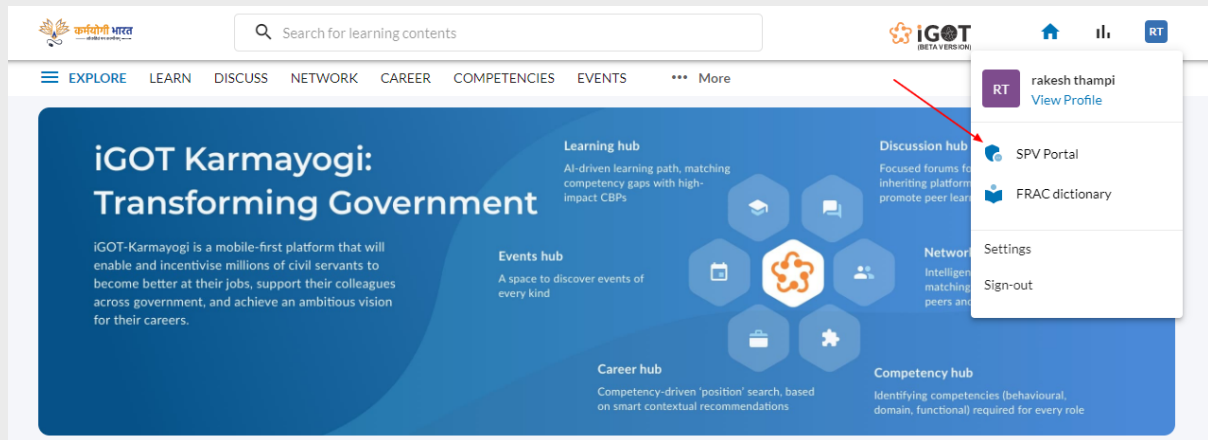 कर्मयोगी भारत
Search for learning contents
iGOT
(BETA VERSION)
RT
EXPLORE LEARN DISCUSS NETWORK CAREER COMPETENCIES EVENTS ••• More
RT
rakesh thampi
View Profile
SPV Portal
FRAC dictionary
Settings
Sign-out
iGOT Karmayogi:
Transforming Government
iGOT-Karmayogi is a mobile-first platform that will
enable and incentivise millions of civil servants to
become better at their jobs, support their colleagues
across government, and achieve an ambitious vision
for their careers.
Learning hub
AI-driven learning path, matching
competency gaps with high-
impact CBPs
Discussion hub
Focused forums fo
inheriting platform
promote peer lear
Events hub
A space to discover events of
every kind
Networ
Intelligen
matching
peers and
Career hub
Competency-driven 'position' search, based
on smart contextual recommendations
Competency hub
Identifying competencies (behavioural,
domain, functional) required for every role